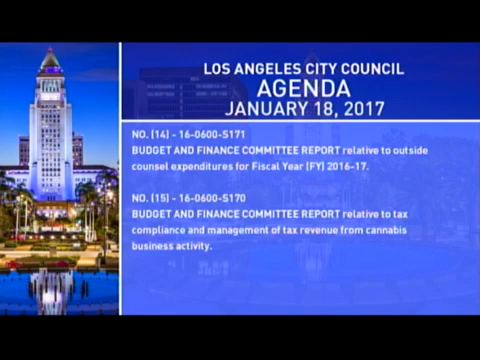 LOS ANGELES CITY COUNCIL
AGENDA
JANUARY 18, 2017
NO. (14) - 16-0600-S171
BUDGET AND FINANCE COMMITTEE REPORT relative to outside
counsel expenditures for Fiscal Year (FY) 2016-17.
NO. (15) - 16-0600-S170
BUDGET AND FINANCE COMMITTEE REPORT relative to tax
compliance and management of tax revenue from cannabis
business activity.